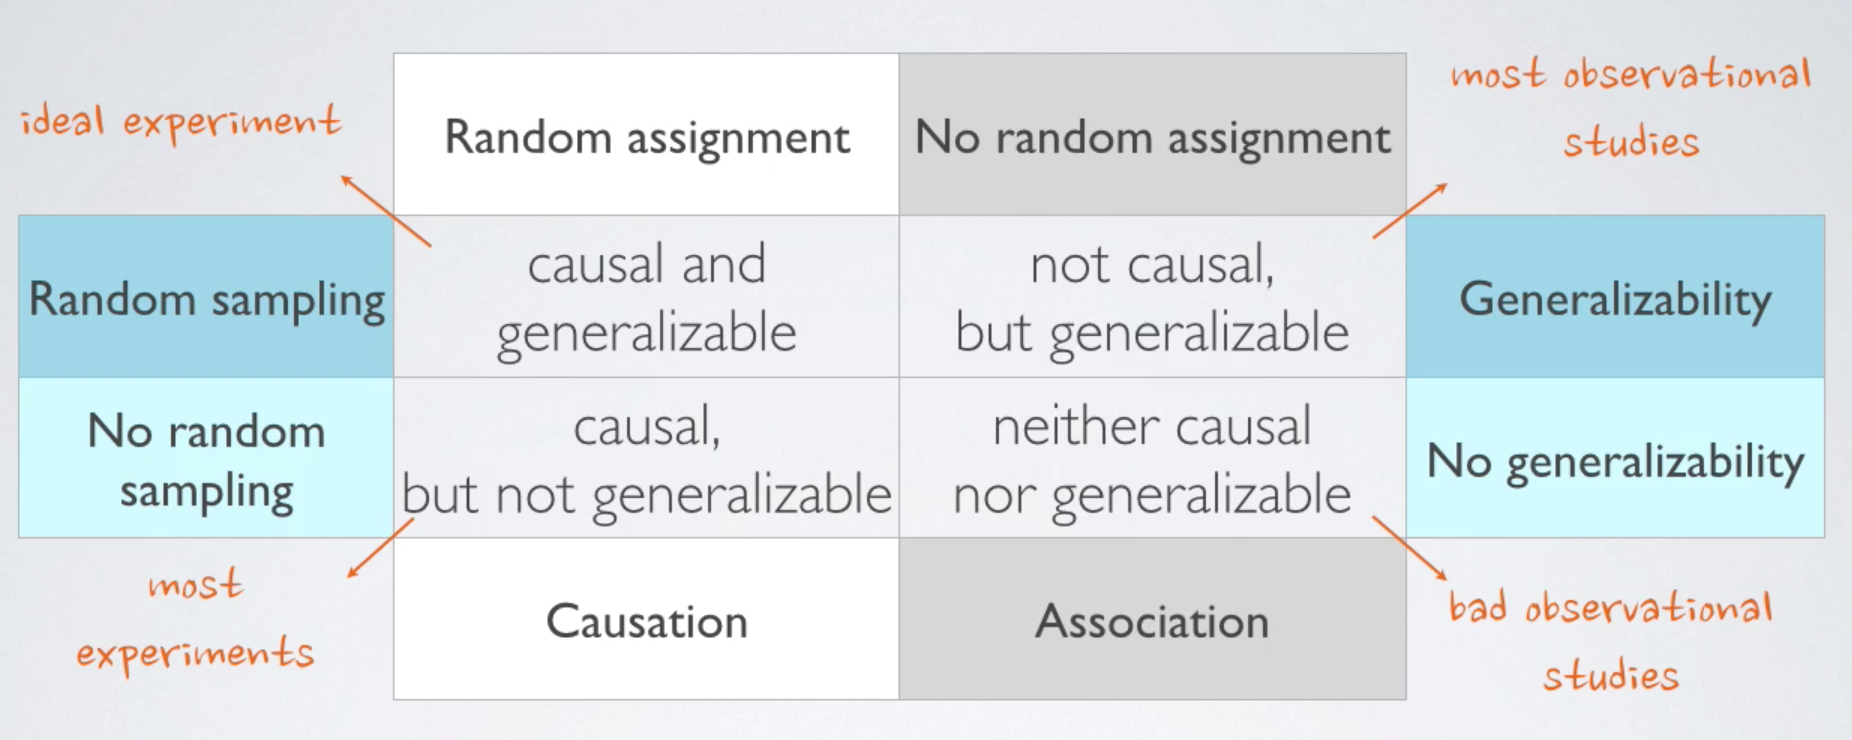 ideal experiment
most observational
studies
Random assignment
No random assignment
Random sampling
causal and
generalizable
not causal,
but generalizable
Generalizability
No random
sampling
causal,
but not generalizable
neither causal
nor generalizable
No generalizability
most
experiments
Causation
Association
bad observational
studies